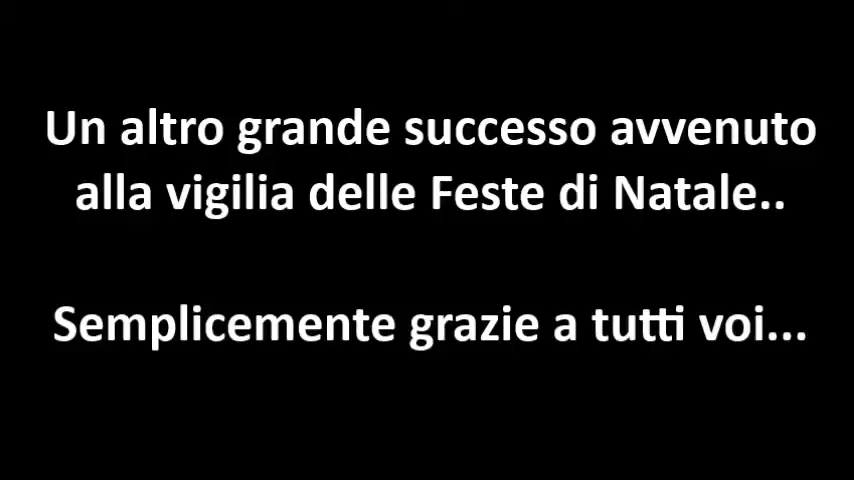 Un altro grande successo avvenuto
alla vigilia delle Feste di Natale..
Semplicemente grazie a tutti voi...